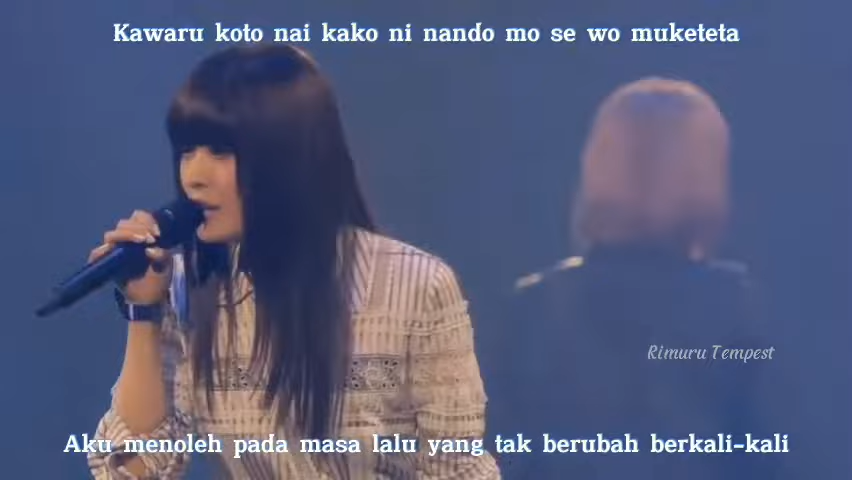 Kawaru koto nai kako ni nando mo se wo muketeta
Rimuru Tempest
Aku menoleh pada masa lalu yang tak berubah berkali-kali